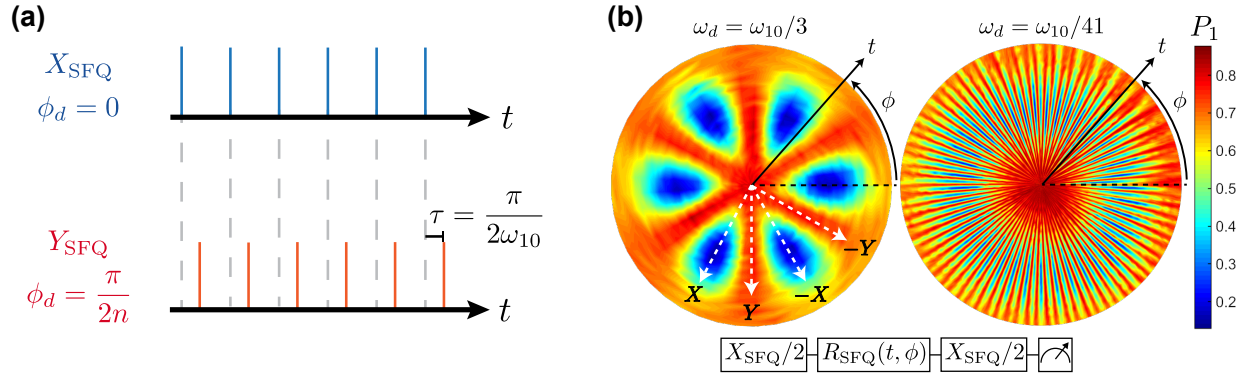 (a)
X_SFQ
ϕ_d = 0
t
τ = π/2ω_10
Y_SFQ
ϕ_d = π/2n
t
(b)
ω_d = ω_10/3
t
ϕ
X
Y
−X
−Y
ω_d = ω_10/41
t
ϕ
P_1
0.8
0.7
0.6
0.5
0.4
0.3
0.2
X_SFQ/2
R_SFQ(t, ϕ)
X_SFQ/2